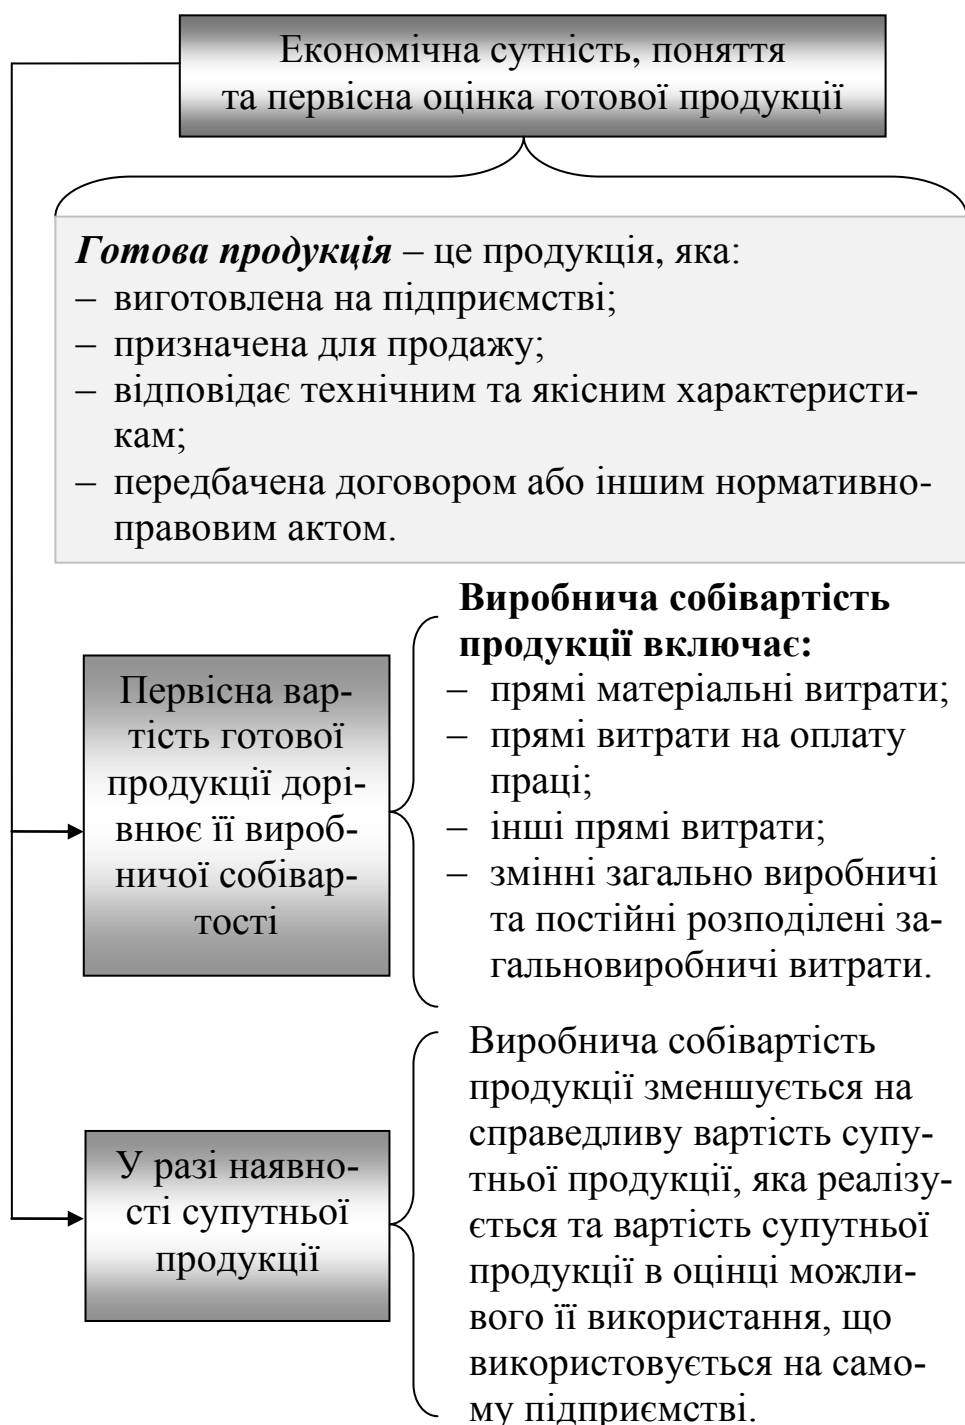 Економічна сутність, поняття
та первісна оцінка готової продукції
Готова продукція – це продукція, яка:
– виготовлена на підприємстві;
– призначена для продажу;
– відповідає технічним та якісним характеристи-
кам;
– передбачена договором або іншим нормативно-
правовим актом.
Первісна вар-
тість готової
продукції дорі-
внює її вироб-
ничої собівар-
тості
Виробнича собівартість
продукції включає:
– прямі матеріальні витрати;
– прямі витрати на оплату
праці;
– інші прямі витрати;
– змінні загально виробничі
та постійні розподілені за-
гальновиробничі витрати.
У разі наявно-
сті супутньої
продукції
Виробнича собівартість
продукції зменшується на
справедливу вартість супу-
тньої продукції, яка реалізу-
ється та вартість супутньої
продукції в оцінці можли-
вого її використання, що
використовується на само-
му підприємстві.